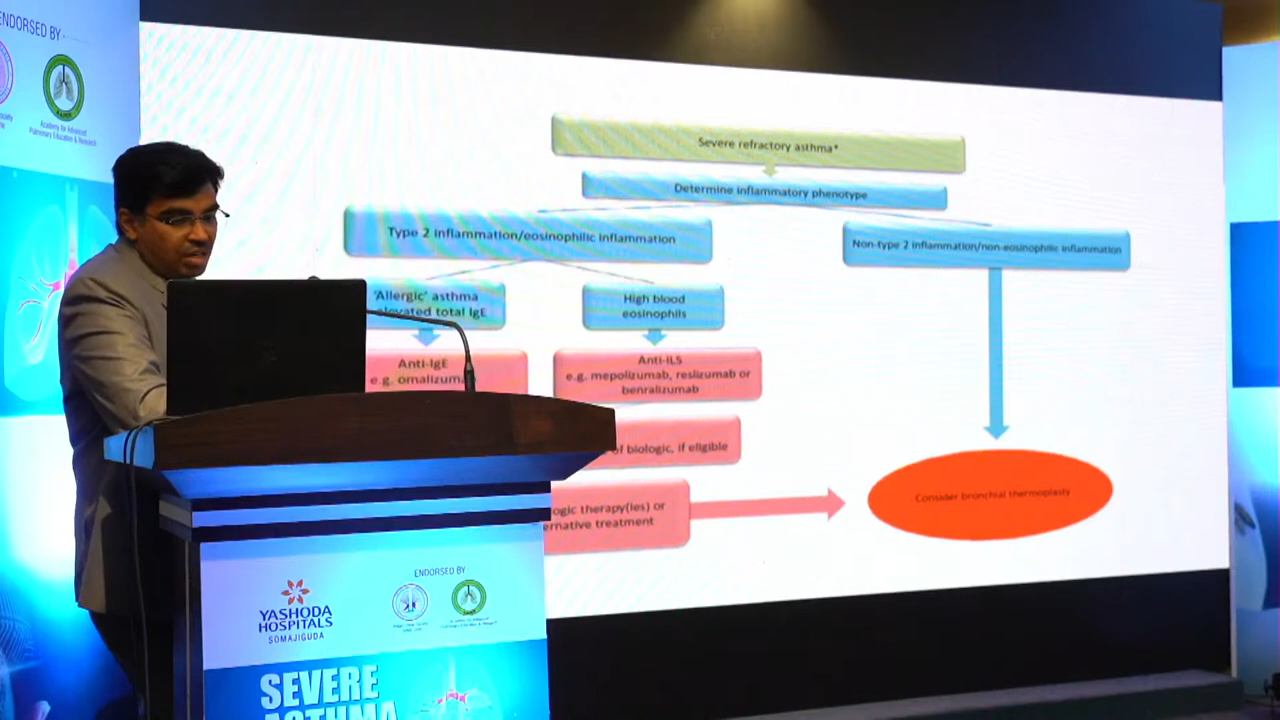 ENDORSED BY
Academy for Advanced
Pulmonary Education & Research
Severe refractory asthma*
Determine inflammatory phenotype
Type 2 inflammation/eosinophilic inflammation
Non-type 2 inflammation/non-eosinophilic inflammation
'Allergic' asthma
elevated total IgE
High blood
eosinophils
Anti-IgE
e.g. omalizuma
Anti-IL5
e.g. mepolizumab, reslizumab or
benralizumab
of biologic, if eligible
ogic therapy(ies) or
ernative treatment
Consider bronchial thermoplasty
ENDORSED BY
YASHODA
HOSPITALS
SOMAJIGUDA
SEVERE
ASTHMA